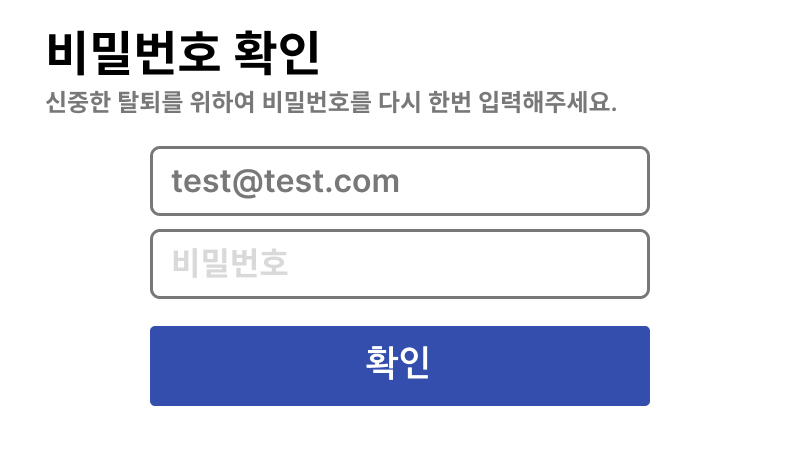 비밀번호 확인
신중한 탈퇴를 위하여 비밀번호를 다시 한번 입력해주세요.
test@test.com
비밀번호
확인